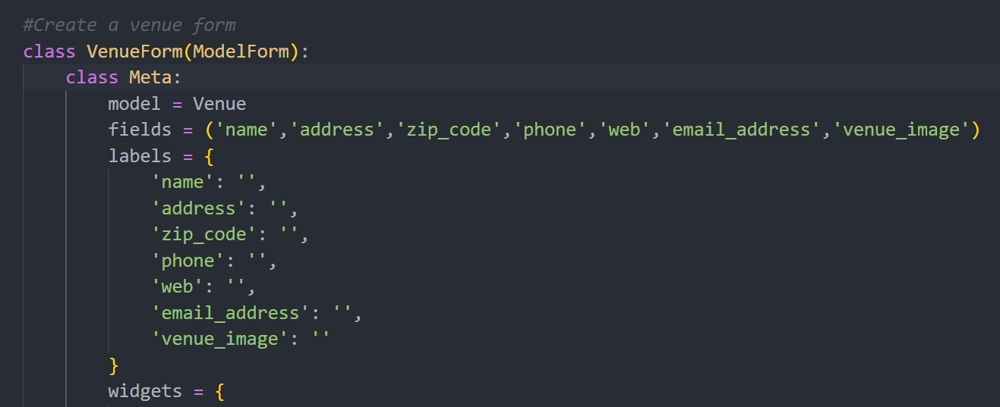 #Create a venue form
class VenueForm(ModelForm):
    class Meta:
        model = Venue
        fields = ('name','address','zip_code','phone','web','email_address','venue_image')
        labels = {
            'name': '',
            'address': '',
            'zip_code': '',
            'phone': '',
            'web': '',
            'email_address': '',
            'venue_image': ''
        }
        widgets = {